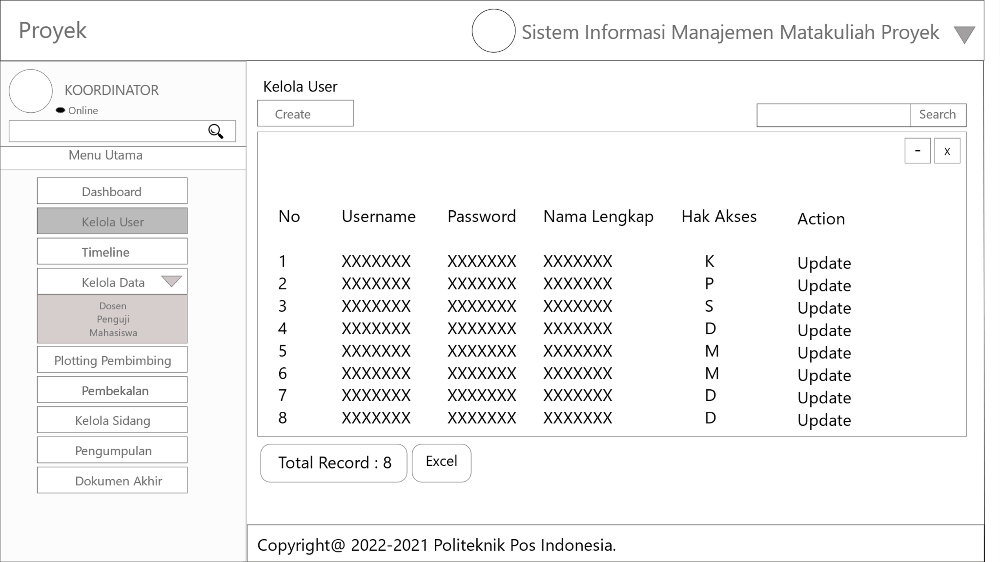 Proyek
Sistem Informasi Manajemen Matakuliah Proyek
KOORDINATOR
Online
Menu Utama
Dashboard
Kelola User
Timeline
Kelola Data
Dosen
Penguji
Mahasiswa
Plotting Pembimbing
Pembekalan
Kelola Sidang
Pengumpulan
Dokumen Akhir
Kelola User
Create
Search
- x
No Username Password Nama Lengkap Hak Akses Action
1 XXXXXXX XXXXXXX XXXXXXX K Update
2 XXXXXXX XXXXXXX XXXXXXX P Update
3 XXXXXXX XXXXXXX XXXXXXX S Update
4 XXXXXXX XXXXXXX XXXXXXX D Update
5 XXXXXXX XXXXXXX XXXXXXX M Update
6 XXXXXXX XXXXXXX XXXXXXX M Update
7 XXXXXXX XXXXXXX XXXXXXX D Update
8 XXXXXXX XXXXXXX XXXXXXX D Update
Total Record : 8
Excel
Copyright@ 2022-2021 Politeknik Pos Indonesia.